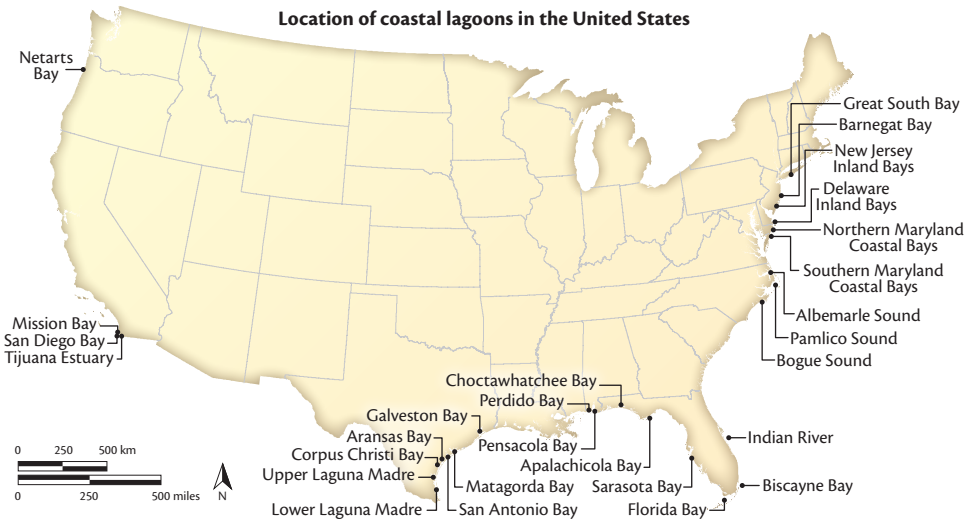 Location of coastal lagoons in the United States
Netarts
Bay
Great South Bay
Barnegat Bay
New Jersey
Inland Bays
Delaware
Inland Bays
Northern Maryland
Coastal Bays
Southern Maryland
Coastal Bays
Albemarle Sound
Pamlico Sound
Bogue Sound
Mission Bay
San Diego Bay
Tijuana Estuary
Choctawhatchee Bay
Perdido Bay
Galveston Bay
Aransas Bay
Corpus Christi Bay
Upper Laguna Madre
Lower Laguna Madre
Pensacola Bay
Apalachicola Bay
Matagorda Bay
San Antonio Bay
Sarasota Bay
Florida Bay
Indian River
Biscayne Bay
0 250 500 km
0 250 500 miles
N